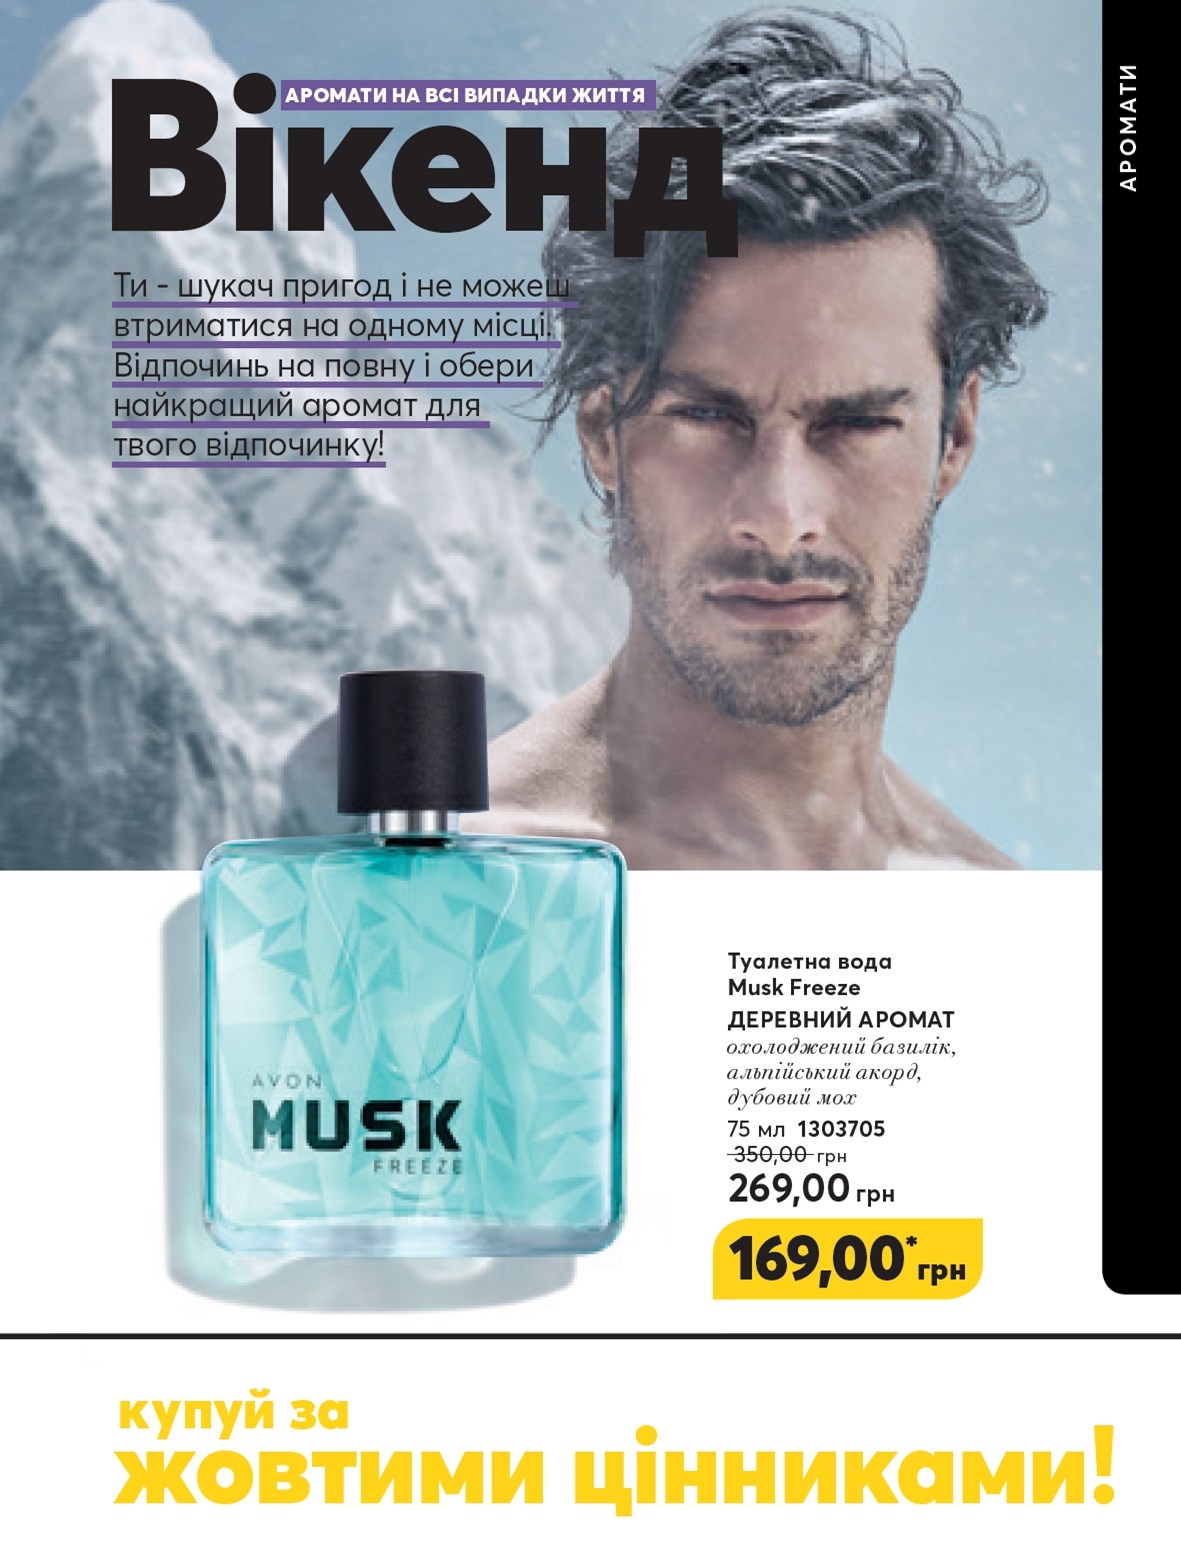 АРОМАТИ НА ВСІ ВИПАДКИ ЖИТТЯ
Вікенд
Ти - шукач пригод і не можеш
втриматися на одному місці.
Відпочинь на повну і обери
найкращий аромат для
твого відпочинку!
АРОМАТИ
AVON
MUSK
FREEZE
Туалетна вода
Musk Freeze
ДЕРЕВНИЙ АРОМАТ
охолоджений базилік,
альпійський акорд,
дубовий мох
75 мл 1303705
350,00 грн
269,00 грн
169,00* грн
купуй за
жовтими цінниками!